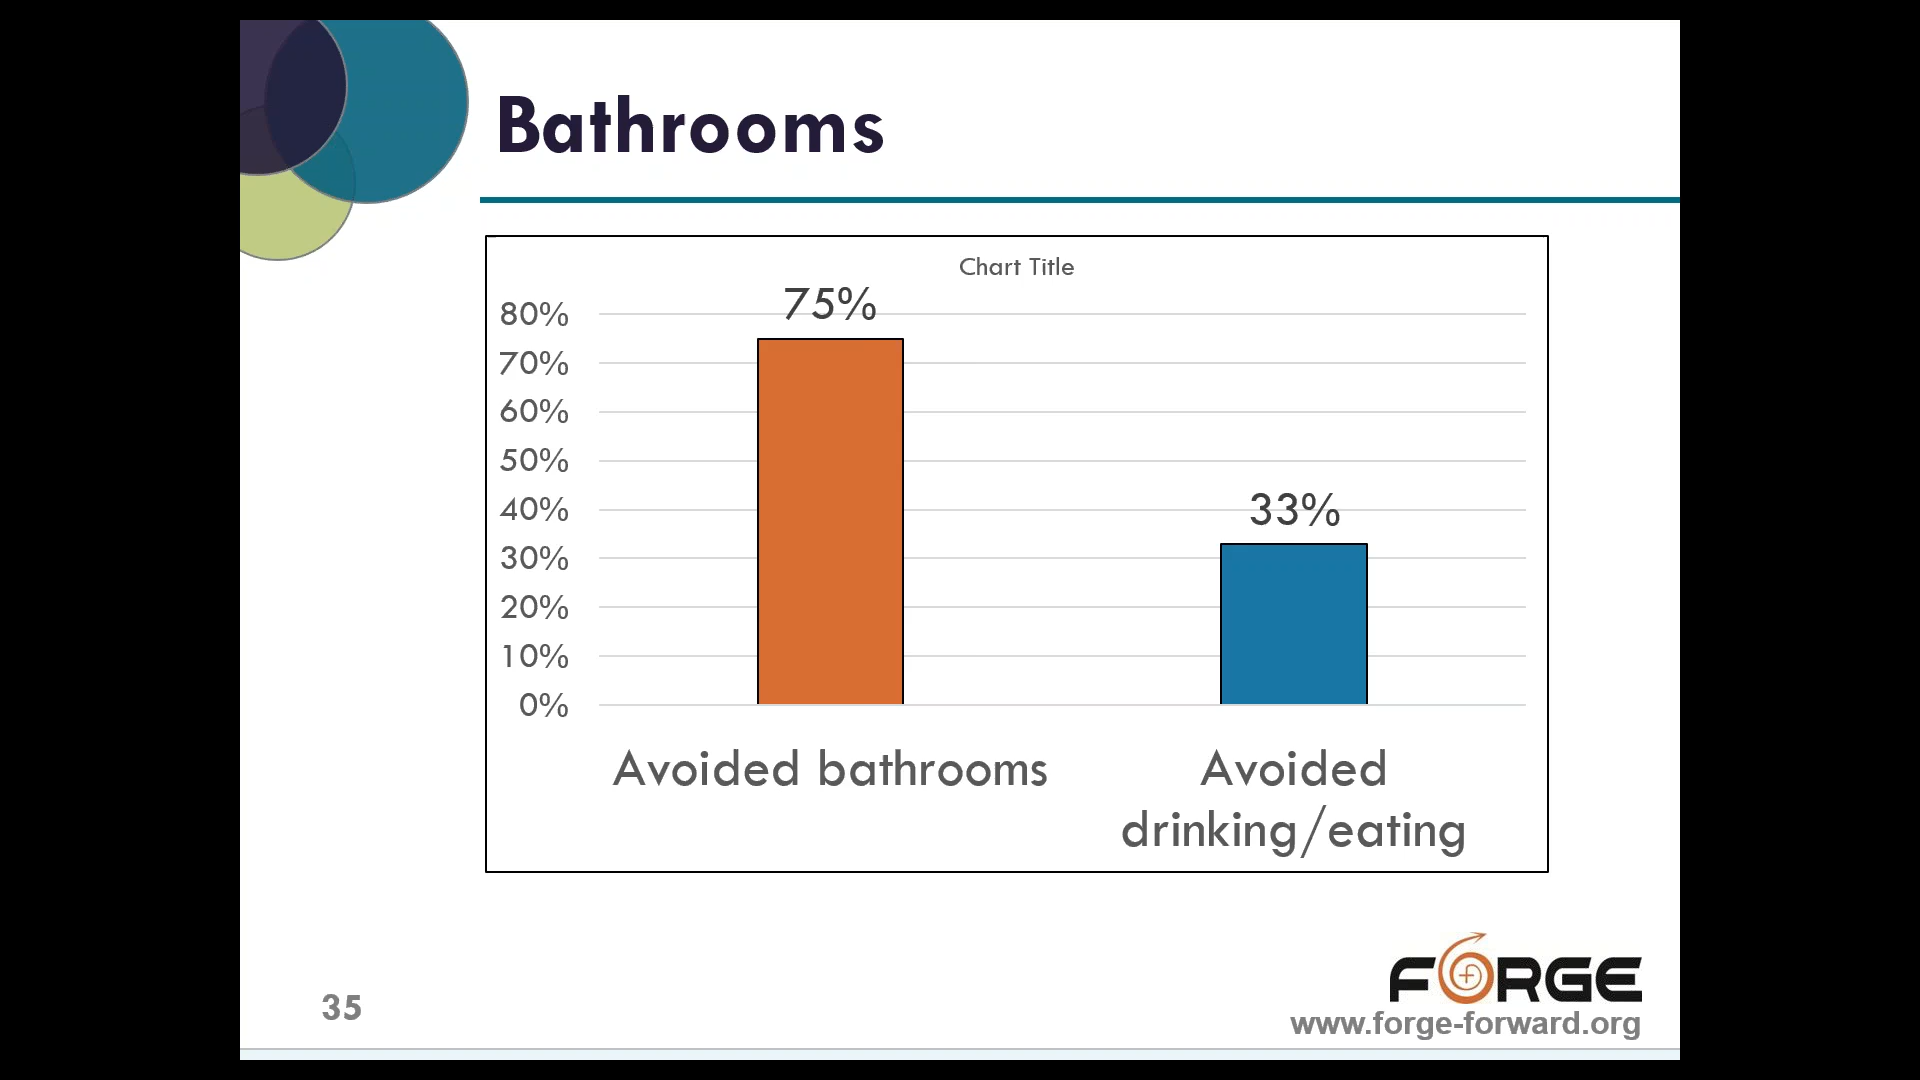 Bathrooms
Chart Title
75%
80%
70%
60%
50%
40%
33%
30%
20%
10%
0%
Avoided bathrooms
Avoided
drinking/eating
FORGE
35
www.forge-forward.org